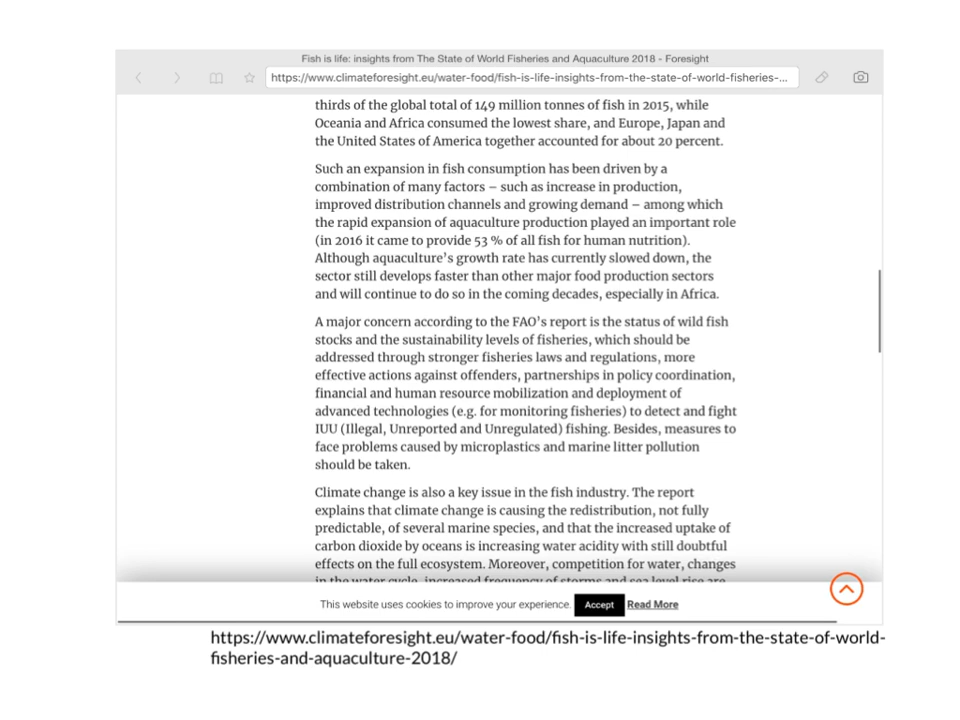 Fish is life: insights from The State of World Fisheries and Aquaculture 2018 - Foresight
https://www.climateforesight.eu/water-food/fish-is-life-insights-from-the-state-of-world-fisheries-...
thirds of the global total of 149 million tonnes of fish in 2015, while
Oceania and Africa consumed the lowest share, and Europe, Japan and
the United States of America together accounted for about 20 percent.
Such an expansion in fish consumption has been driven by a
combination of many factors – such as increase in production,
improved distribution channels and growing demand – among which
the rapid expansion of aquaculture production played an important role
(in 2016 it came to provide 53 % of all fish for human nutrition).
Although aquaculture's growth rate has currently slowed down, the
sector still develops faster than other major food production sectors
and will continue to do so in the coming decades, especially in Africa.
A major concern according to the FAO's report is the status of wild fish
stocks and the sustainability levels of fisheries, which should be
addressed through stronger fisheries laws and regulations, more
effective actions against offenders, partnerships in policy coordination,
financial and human resource mobilization and deployment of
advanced technologies (e.g. for monitoring fisheries) to detect and fight
IUU (Illegal, Unreported and Unregulated) fishing. Besides, measures to
face problems caused by microplastics and marine litter pollution
should be taken.
Climate change is also a key issue in the fish industry. The report
explains that climate change is causing the redistribution, not fully
predictable, of several marine species, and that the increased uptake of
carbon dioxide by oceans is increasing water acidity with still doubtful
effects on the full ecosystem. Moreover, competition for water, changes
in the water cycle, increased frequency of storms and sea level rise are
This website uses cookies to improve your experience. Accept Read More
https://www.climateforesight.eu/water-food/fish-is-life-insights-from-the-state-of-world-
fisheries-and-aquaculture-2018/